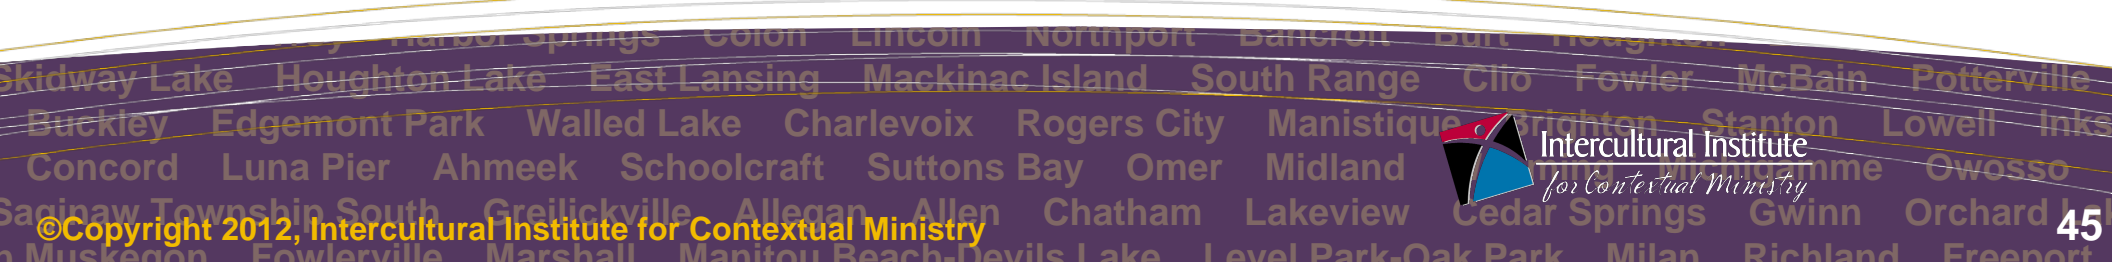 Harbor Springs Colon Lincoln Northport Bancroft Burt Houghton
Skidway Lake Houghton Lake East Lansing Mackinac Island South Range Clio Fowler McBain Potterville
Buckley Edgemont Park Walled Lake Charlevoix Rogers City Manistique Brighton Stanton Lowell Inks
Concord Luna Pier Ahmeek Schoolcraft Suttons Bay Omer Midland Owosso
Intercultural Institute
for Contextual Ministry
Saginaw Township South Greilickville Allegan Allen Chatham Lakeview Cedar Springs Gwinn Orchard
©Copyright 2012, Intercultural Institute for Contextual Ministry
45
Muskegon Fowlerville Marshall Manitou Beach-Devils Lake Level Park-Oak Park Milan Richland Freeport